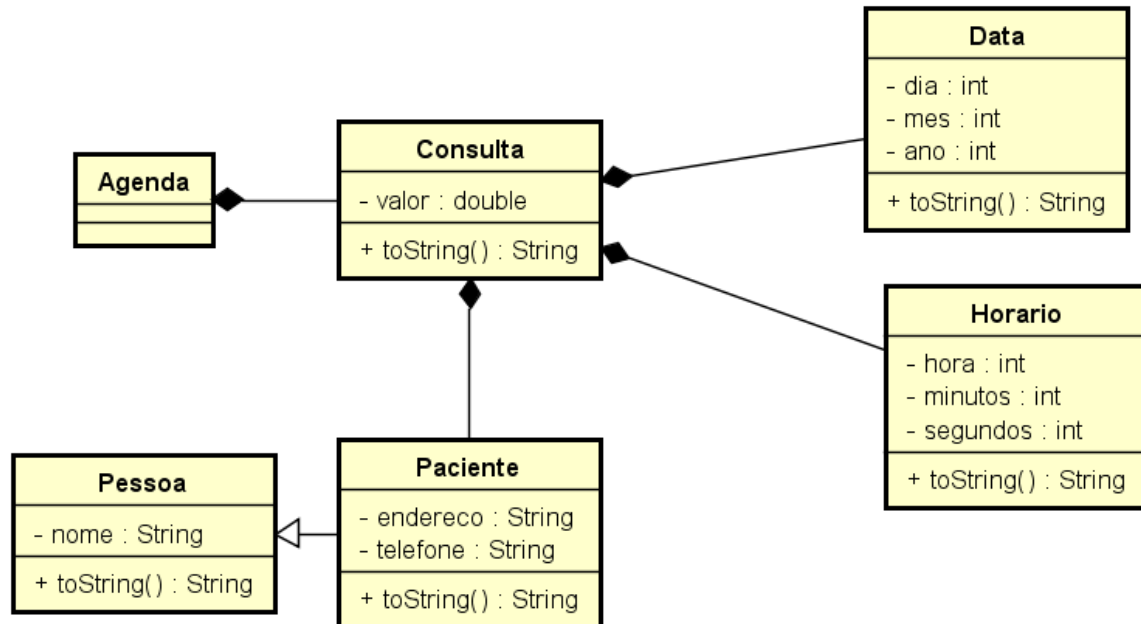 Data
- dia : int
- mes : int
- ano : int
+ toString() : String
Agenda
Consulta
- valor : double
+ toString() : String
Horario
- hora : int
- minutos : int
- segundos : int
+ toString() : String
Pessoa
- nome : String
+ toString() : String
Paciente
- endereco : String
- telefone : String
+ toString() : String